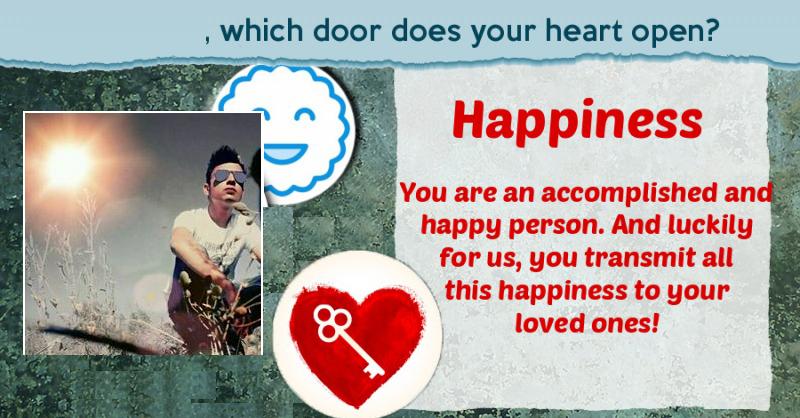 , which door does your heart open?
Happiness
You are an accomplished and
happy person. And luckily
for us, you transmit all
this happiness to your
loved ones!